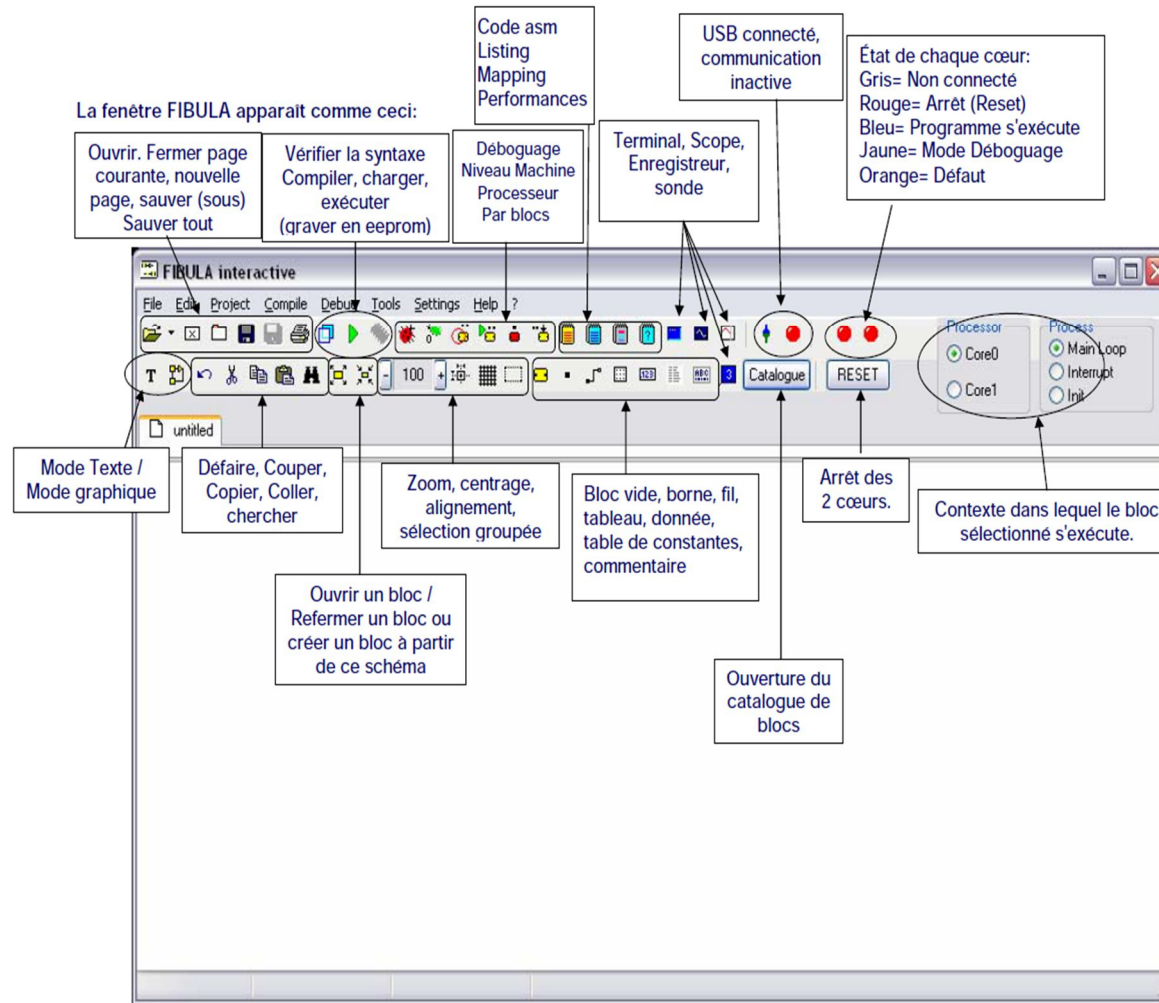 Code asm
Listing
Mapping
Performances
USB connecté,
communication
inactive
État de chaque cœur:
Gris= Non connecté
Rouge= Arrêt (Reset)
Bleu= Programme s'exécute
Jaune= Mode Déboguage
Orange= Défaut
La fenêtre FIBULA apparaît comme ceci:
Ouvrir. Fermer page
courante, nouvelle
page, sauver (sous)
Sauver tout
Vérifier la syntaxe
Compiler, charger,
exécuter
(graver en eeprom)
Déboguage
Niveau Machine
Processeur
Par blocs
Terminal, Scope,
Enregistreur,
sonde
FIBULA interactive
File Edit Project Compile Debug Tools Settings Help ?
T
100
123
ABC
3
Catalogue
RESET
Processor
Core0
Core1
Process
Main Loop
Interrupt
Init
untitled
Mode Texte /
Mode graphique
Défaire, Couper,
Copier, Coller,
chercher
Zoom, centrage,
alignement,
sélection groupée
Bloc vide, borne, fil,
tableau, donnée,
table de constantes,
commentaire
Arrêt des
2 cœurs.
Contexte dans lequel le bloc
sélectionné s'exécute.
Ouvrir un bloc /
Refermer un bloc ou
créer un bloc à partir
de ce schéma
Ouverture du
catalogue de
blocs